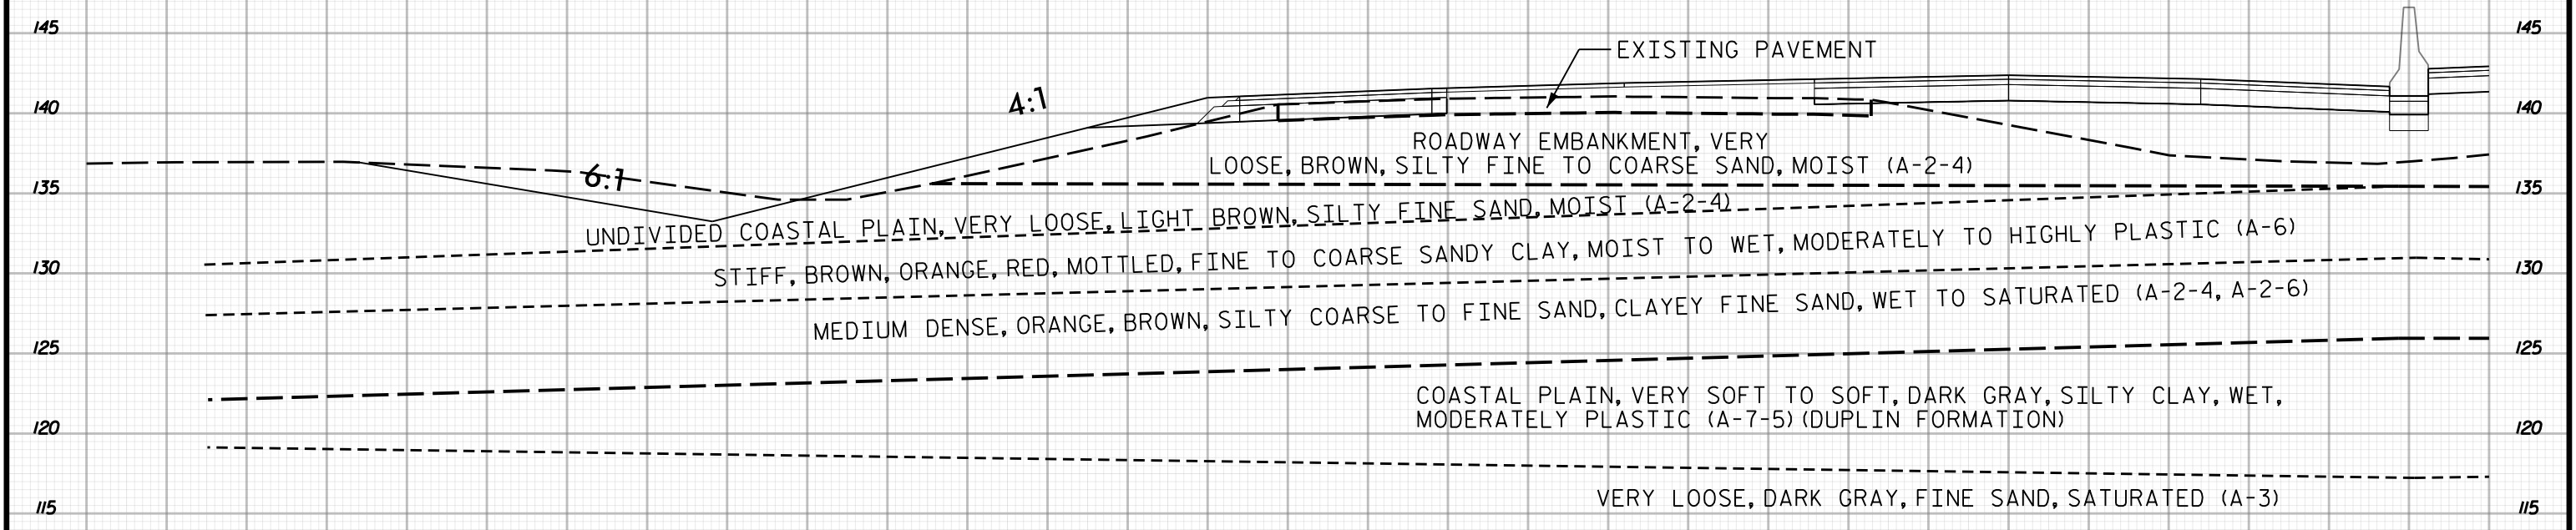 145 145
EXISTING PAVEMENT
4:1
140 140
ROADWAY EMBANKMENT, VERY
LOOSE, BROWN, SILTY FINE TO COARSE SAND, MOIST (A-2-4)
6:1
135 135
UNDIVIDED COASTAL PLAIN, VERY LOOSE, LIGHT BROWN, SILTY FINE SAND, MOIST (A-2-4)
STIFF, BROWN, ORANGE, RED, MOTTLED, FINE TO COARSE SANDY CLAY, MOIST TO WET, MODERATELY TO HIGHLY PLASTIC (A-6)
130 130
MEDIUM DENSE, ORANGE, BROWN, SILTY COARSE TO FINE SAND, CLAYEY FINE SAND, WET TO SATURATED (A-2-4, A-2-6)
125 125
COASTAL PLAIN, VERY SOFT TO SOFT, DARK GRAY, SILTY CLAY, WET,
MODERATELY PLASTIC (A-7-5) (DUPLIN FORMATION)
120 120
VERY LOOSE, DARK GRAY, FINE SAND, SATURATED (A-3)
115 115